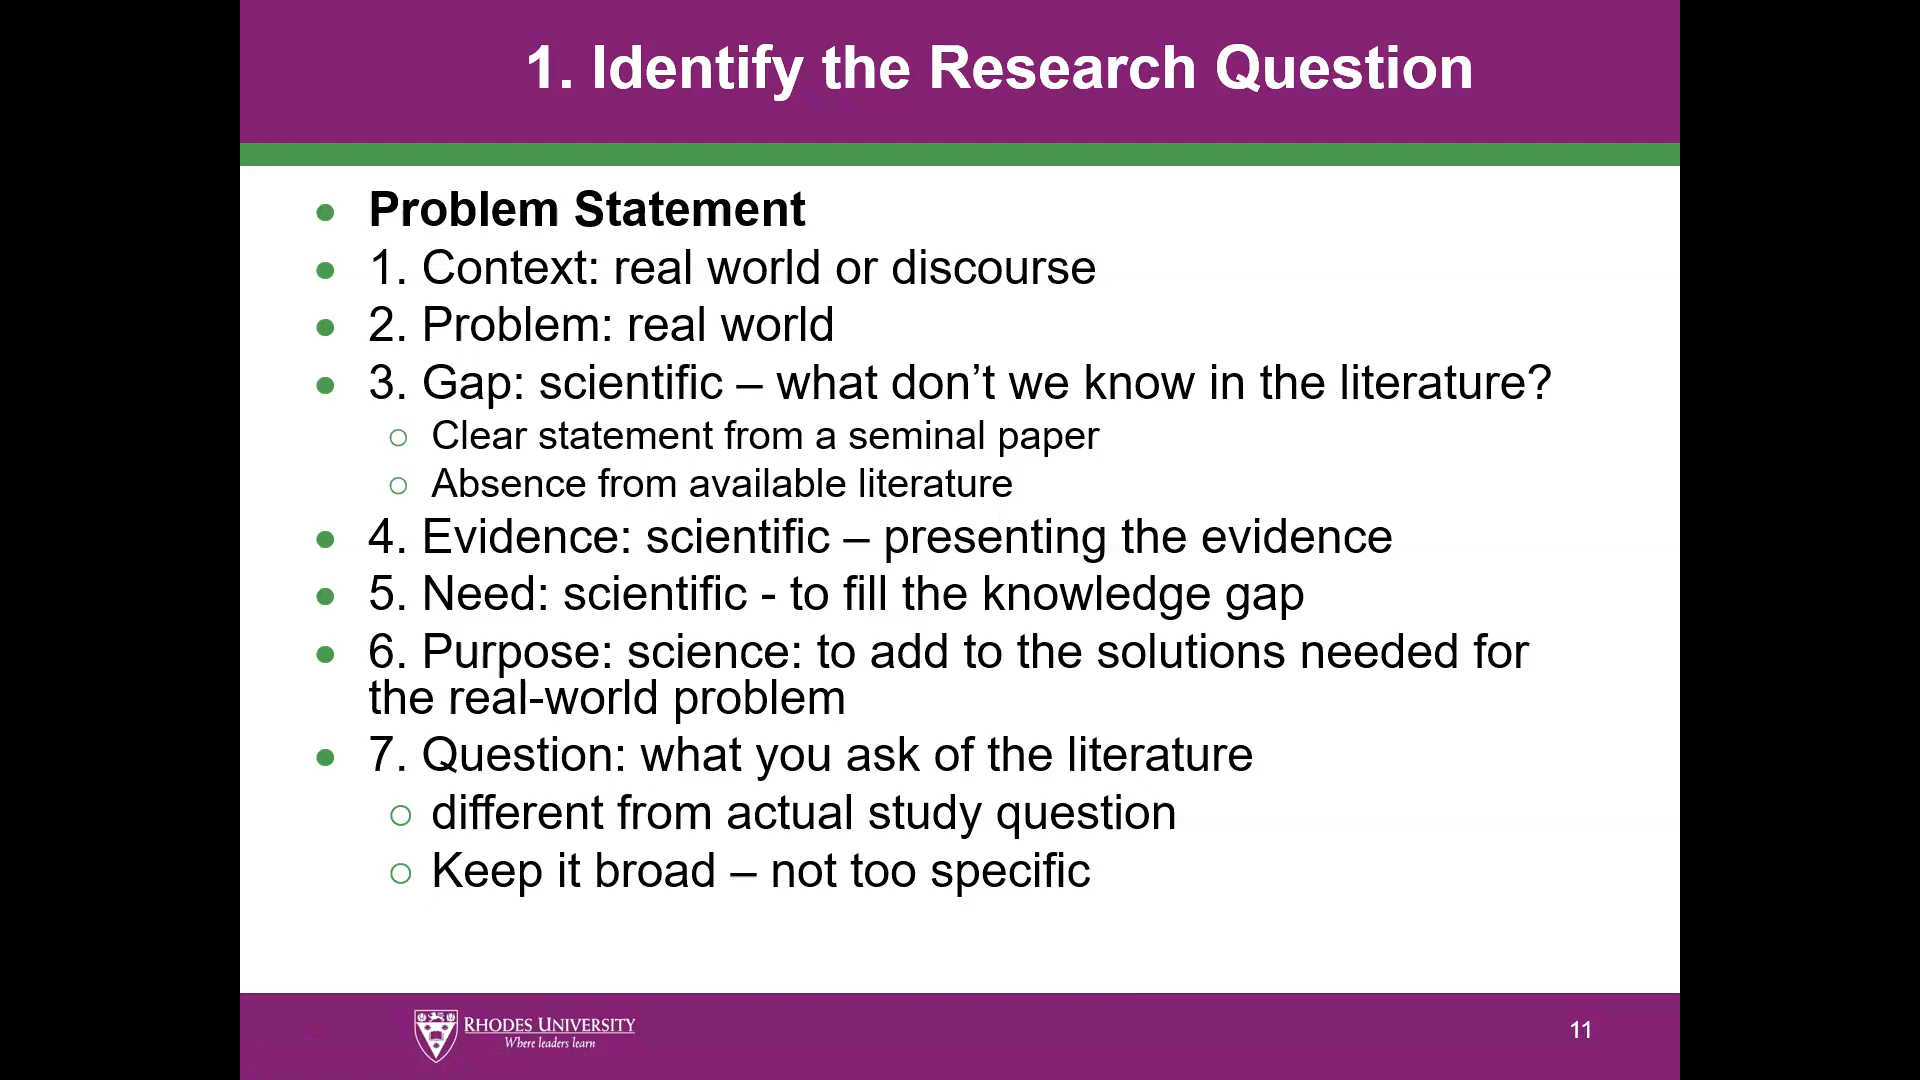 1. Identify the Research Question
Problem Statement
1. Context: real world or discourse
2. Problem: real world
3. Gap: scientific – what don’t we know in the literature?
Clear statement from a seminal paper
Absence from available literature
4. Evidence: scientific – presenting the evidence
5. Need: scientific - to fill the knowledge gap
6. Purpose: science: to add to the solutions needed for
the real-world problem
7. Question: what you ask of the literature
different from actual study question
Keep it broad – not too specific
RHODES UNIVERSITY
Where leaders learn
11